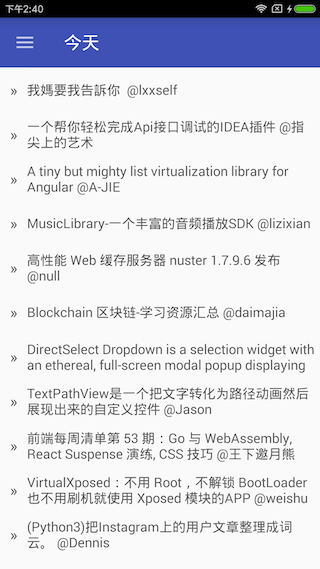 下午2:40
今天
» 我媽要我告訴你 @lxxself
» 一个帮你轻松完成Api接口调试的IDEA插件 @指
尖上的艺术
» A tiny but mighty list virtualization library for
Angular @A-JIE
» MusicLibrary-一个丰富的音频播放SDK @lizixian
» 高性能 Web 缓存服务器 nuster 1.7.9.6 发布
@null
» Blockchain 区块链-学习资源汇总 @daimajia
» DirectSelect Dropdown is a selection widget with
an ethereal, full-screen modal popup displaying
» TextPathView是一个把文字转化为路径动画然后
展现出来的自定义控件 @Jason
» 前端每周清单第 53 期：Go 与 WebAssembly,
React Suspense 演练, CSS 技巧 @王下邀月熊
» VirtualXposed：不用 Root，不解锁 BootLoader
也不用刷机就使用 Xposed 模块的APP @weishu
» (Python3)把Instagram上的用户文章整理成词
云。 @Dennis